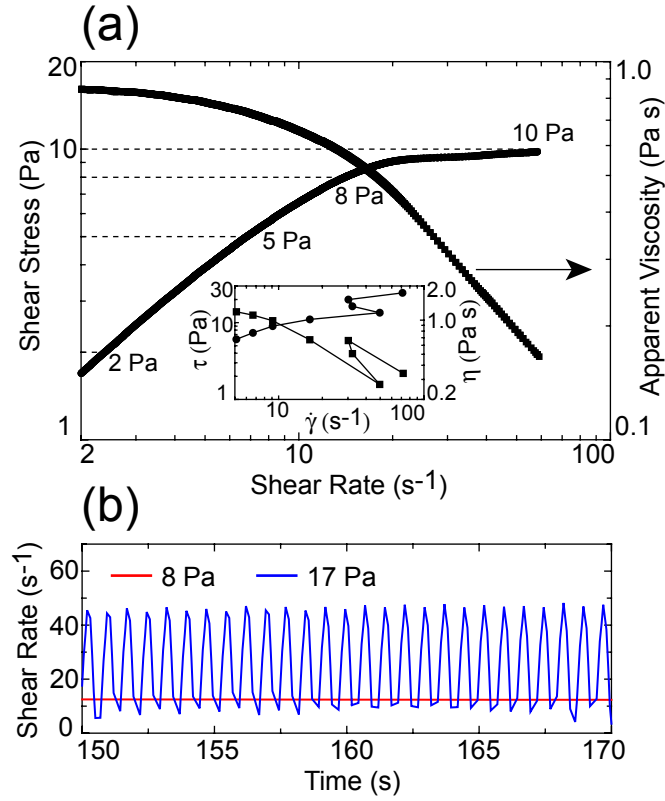 (a)
20
10
1
Shear Stress (Pa)
1.0
0.1
Apparent Viscosity (Pa s)
10 Pa
8 Pa
5 Pa
2 Pa
30
10
1
τ (Pa)
2.0
1.0
0.2
η (Pa s)
10
100
γ̇ (s-1)
2
10
100
Shear Rate (s-1)
(b)
60
40
20
0
Shear Rate (s-1)
8 Pa
17 Pa
150
155
160
165
170
Time (s)